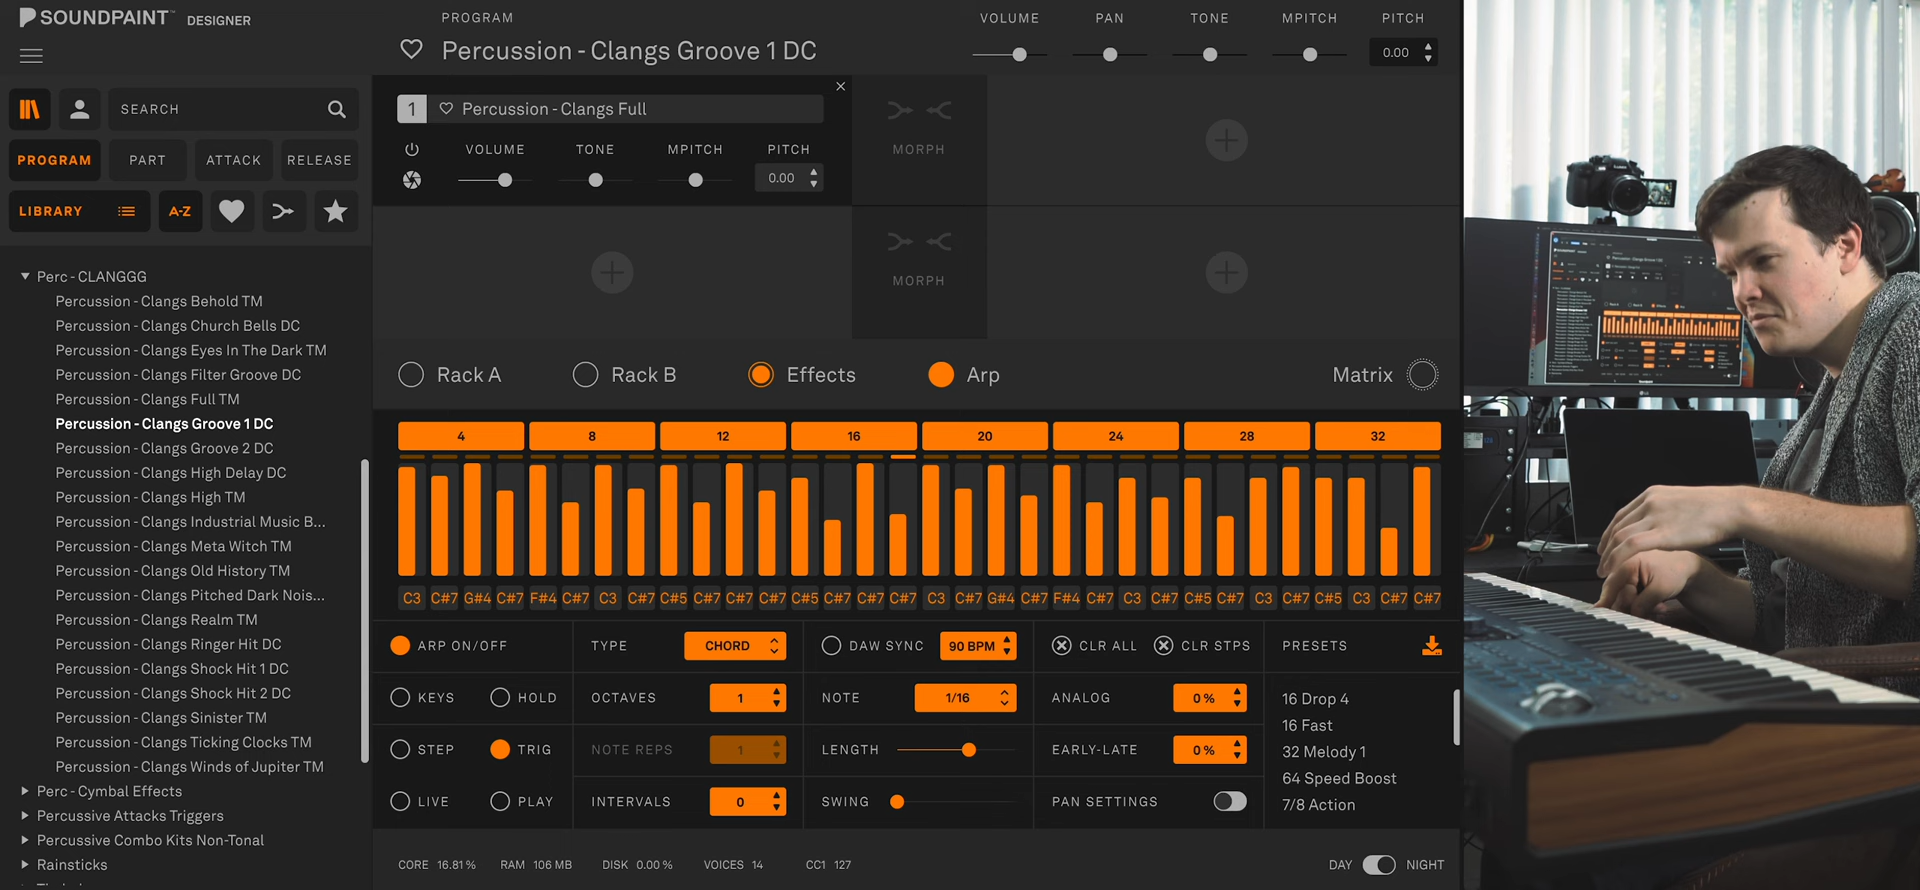 SOUNDPAINT™ DESIGNER
PROGRAM
Percussion - Clangs Groove 1 DC
VOLUME PAN TONE MPITCH PITCH
0.00
SEARCH
PROGRAM PART ATTACK RELEASE
LIBRARY A-Z
Perc - CLANGGG
Percussion - Clangs Behold TM
Percussion - Clangs Church Bells DC
Percussion - Clangs Eyes In The Dark TM
Percussion - Clangs Filter Groove DC
Percussion - Clangs Full TM
Percussion - Clangs Groove 1 DC
Percussion - Clangs Groove 2 DC
Percussion - Clangs High Delay DC
Percussion - Clangs High TM
Percussion - Clangs Industrial Music B...
Percussion - Clangs Meta Witch TM
Percussion - Clangs Old History TM
Percussion - Clangs Pitched Dark Nois...
Percussion - Clangs Realm TM
Percussion - Clangs Ringer Hit DC
Percussion - Clangs Shock Hit 1 DC
Percussion - Clangs Shock Hit 2 DC
Percussion - Clangs Sinister TM
Percussion - Clangs Ticking Clocks TM
Percussion - Clangs Winds of Jupiter TM
Perc - Cymbal Effects
Percussive Attacks Triggers
Percussive Combo Kits Non-Tonal
Rainsticks
1 Percussion - Clangs Full
VOLUME TONE MPITCH PITCH
0.00
MORPH
MORPH
Rack A Rack B Effects Arp Matrix
4 8 12 16 20 24 28 32
C3 C#7 G#4 C#7 F#4 C#7 C3 C#7 C#5 C#7 C#7 C#7 C#5 C#7 C#7 C#7 C3 C#7 G#4 C#7 F#4 C#7 C3 C#7 C#5 C#7 C3 C#7 C#5 C3 C#7 C#7
ARP ON/OFF TYPE CHORD DAW SYNC 90 BPM CLR ALL CLR STPS PRESETS
KEYS HOLD OCTAVES 1 NOTE 1/16 ANALOG 0 %
STEP TRIG NOTE REPS 1 LENGTH EARLY-LATE 0 %
LIVE PLAY INTERVALS 0 SWING PAN SETTINGS
16 Drop 4
16 Fast
32 Melody 1
64 Speed Boost
7/8 Action
CORE 16.81 % RAM 106 MB DISK 0.00 % VOICES 14 CC1 127
DAY NIGHT